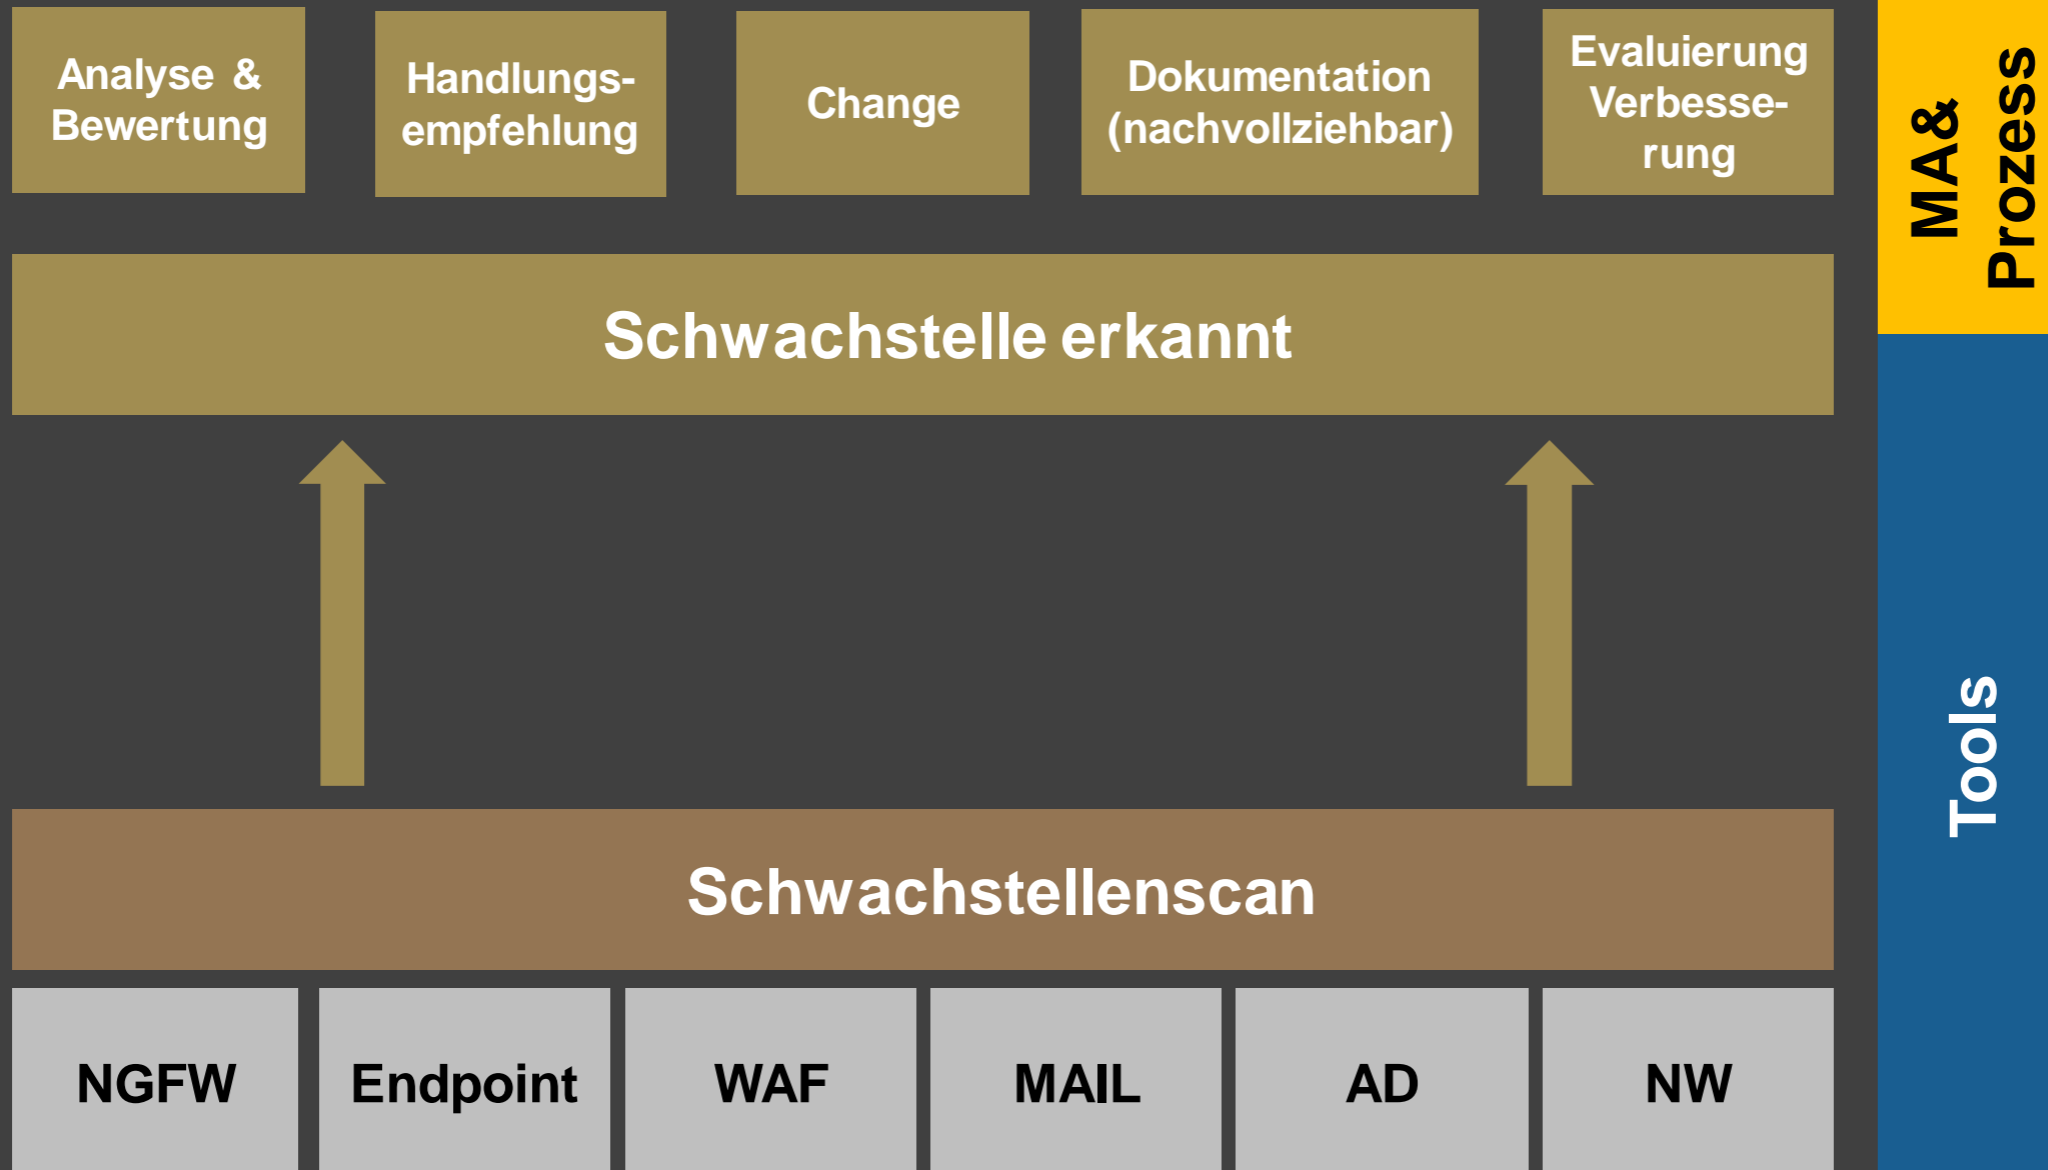 Analyse &
Bewertung
Handlungs-
empfehlung
Change
Dokumentation
(nachvollziehbar)
Evaluierung
Verbesse-
rung
MA&
Prozess
Schwachstelle erkannt
Tools
Schwachstellenscan
NGFW
Endpoint
WAF
MAIL
AD
NW